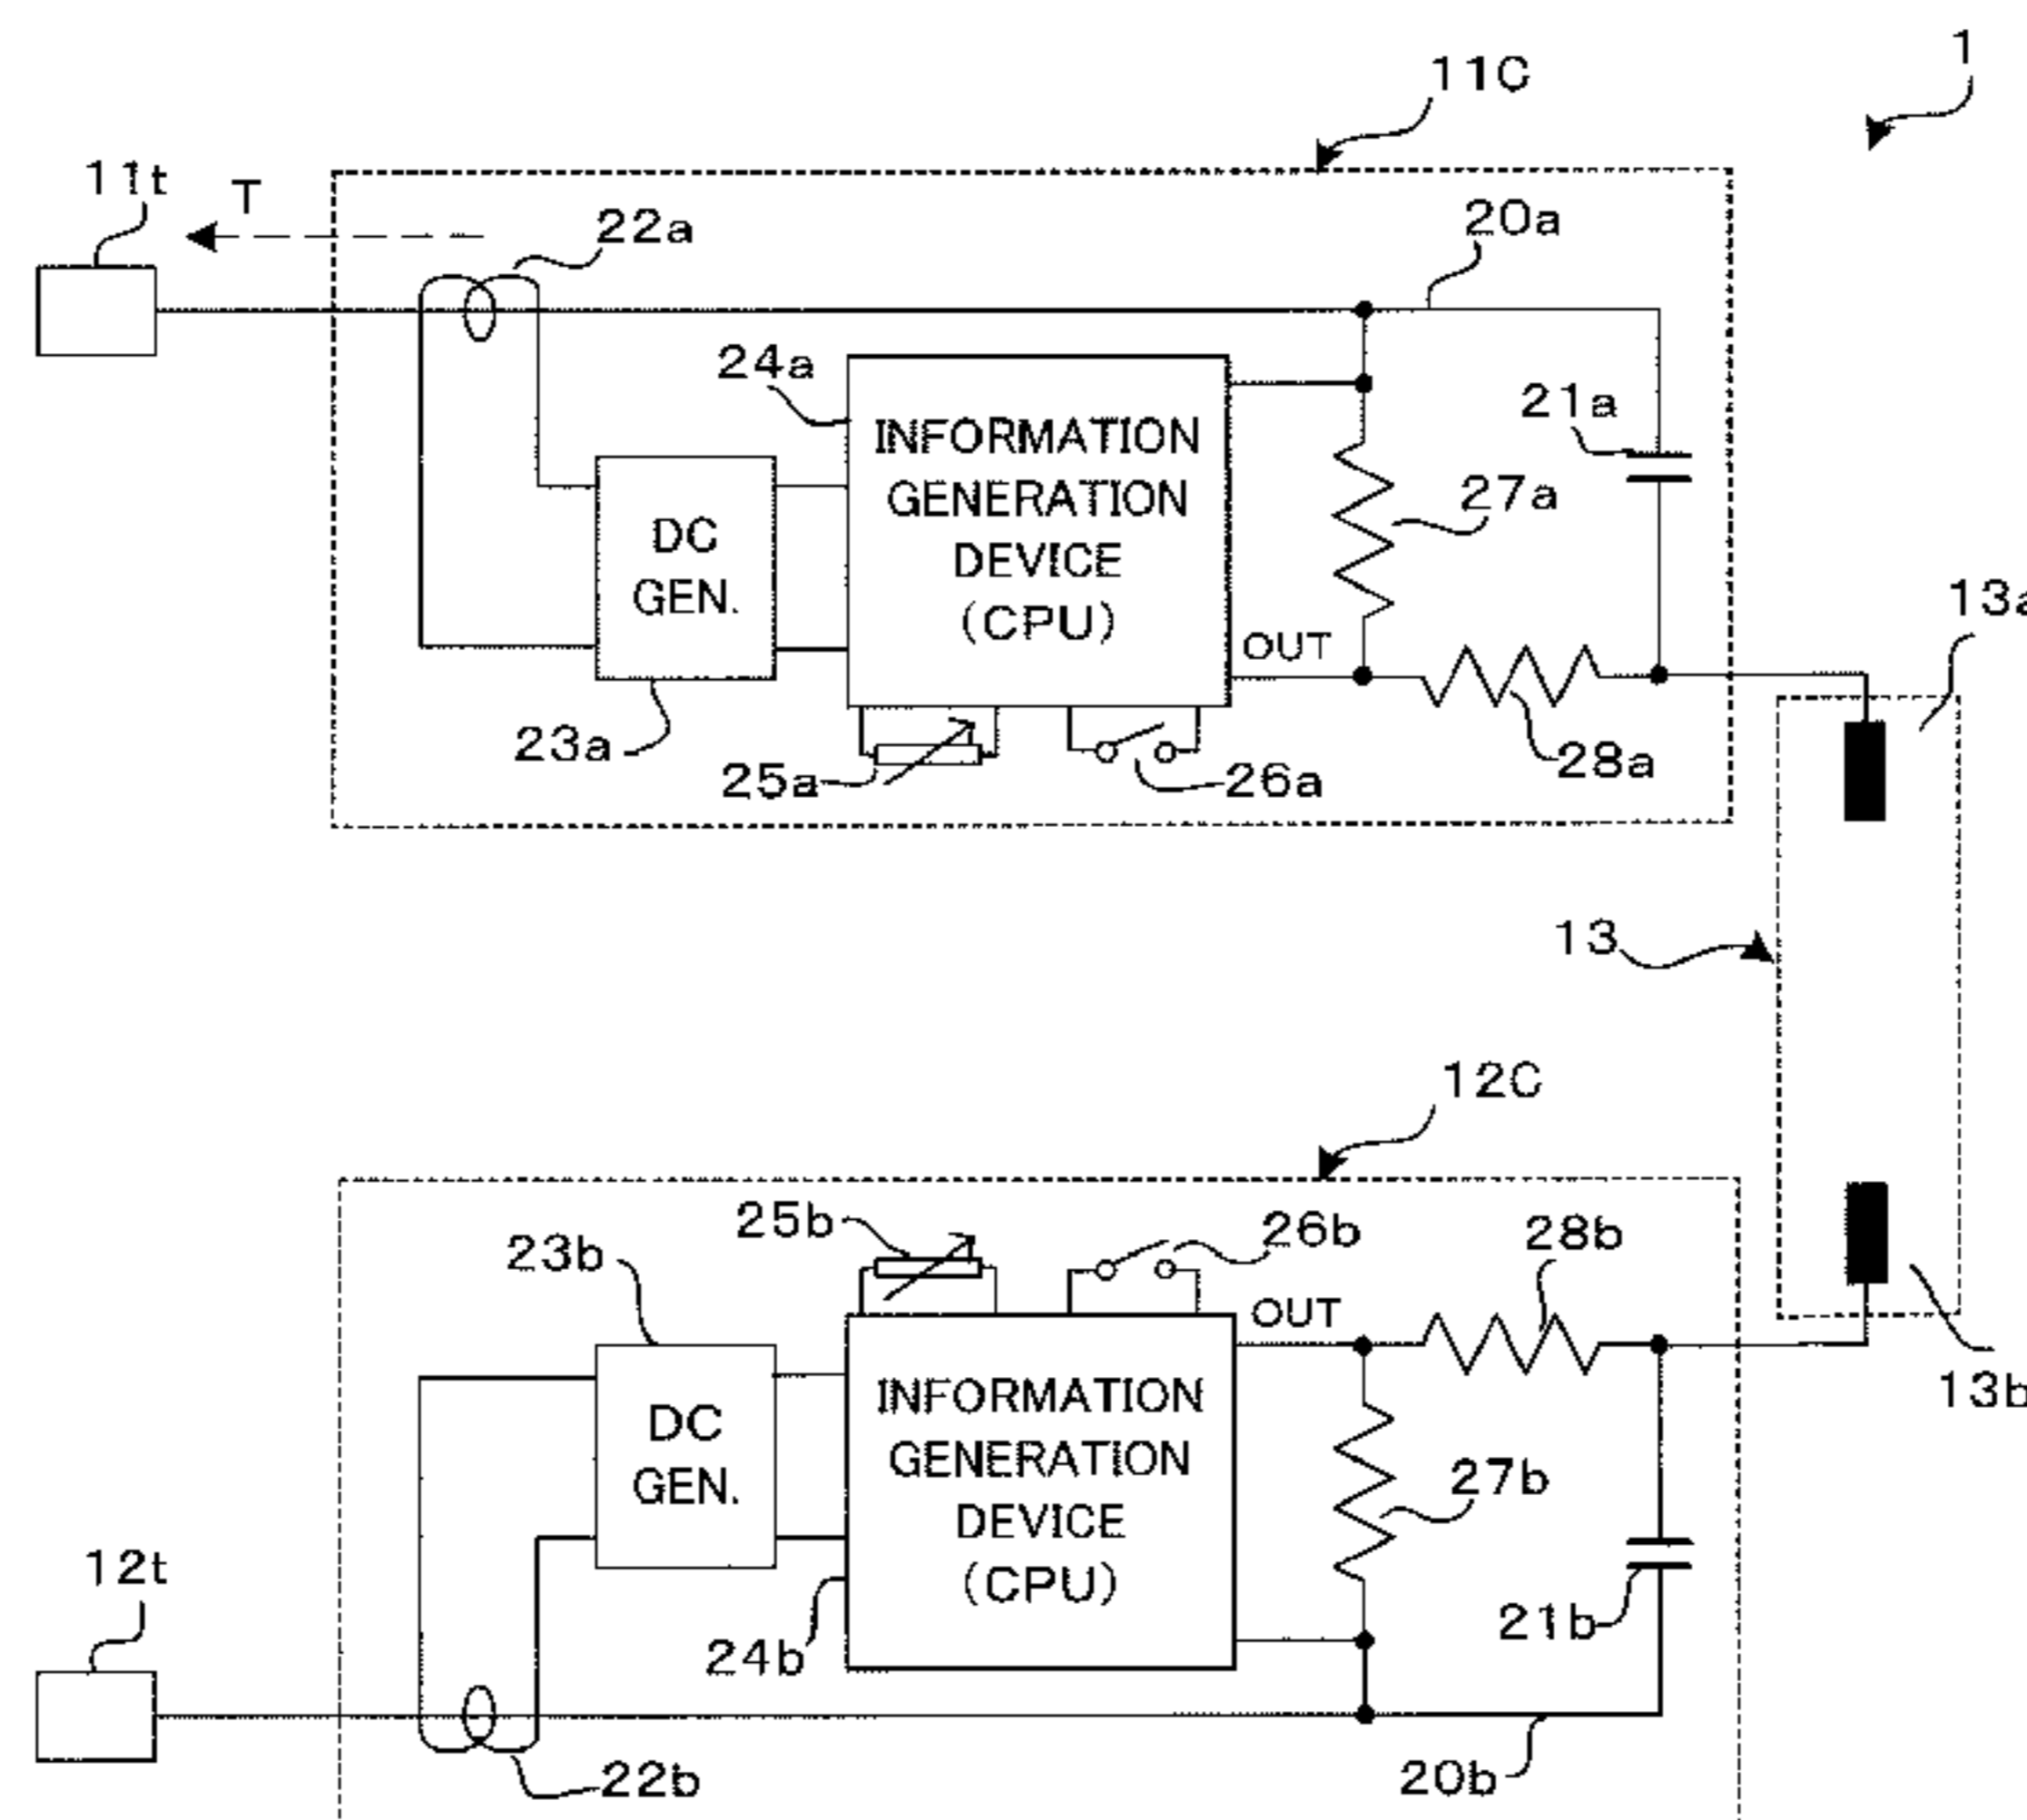 1
11C
11t
T
22a
20a
24a
21a
INFORMATION
GENERATION
DEVICE
(CPU)
27a
DC
GEN.
13a
OUT
23a
25a
26a
28a
13
12C
25b
26b
28b
23b
OUT
13b
INFORMATION
GENERATION
DEVICE
(CPU)
DC
GEN.
27b
12t
21b
24b
22b
20b